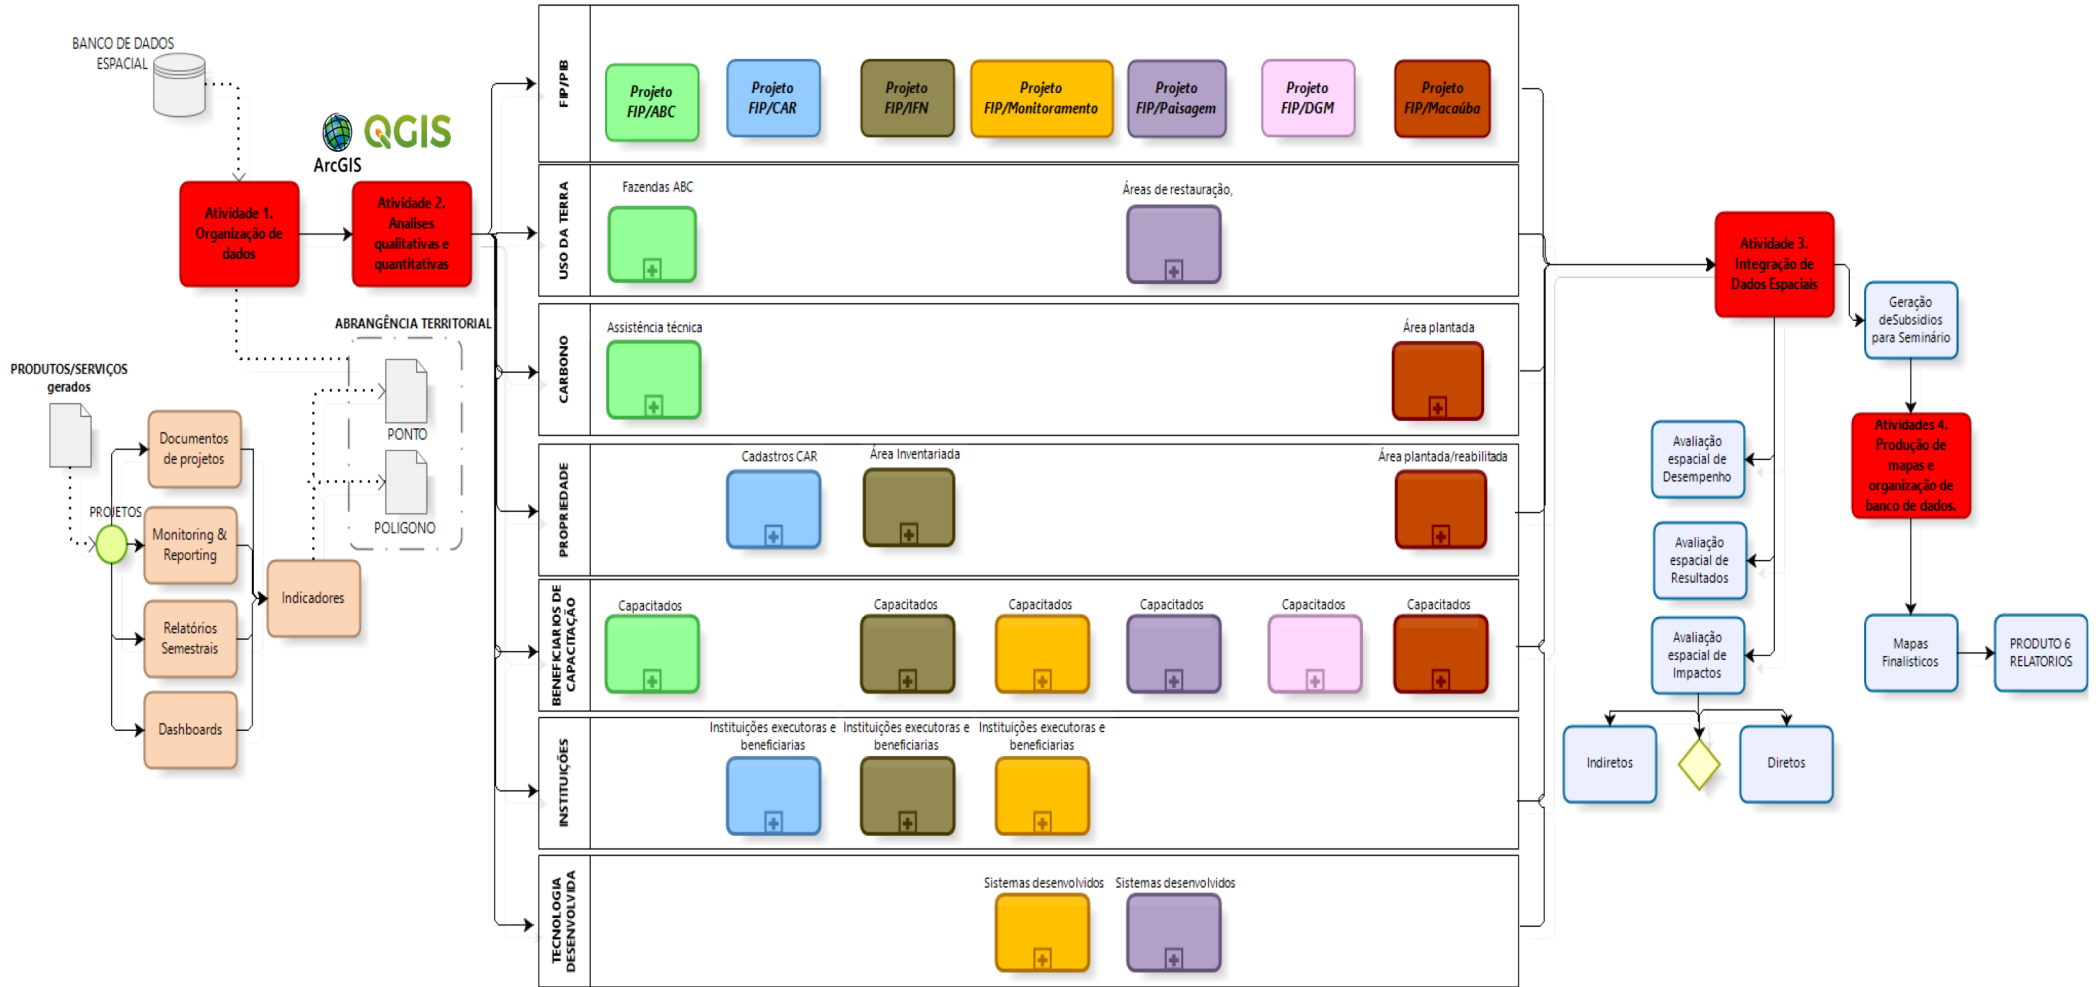 BANCO DE DADOS
ESPACIAL
ArcGIS
QGIS
Atividade 1.
Organização de
dados
Atividade 2.
Analises
qualitativas e
quantitativas
ABRANGÊNCIA TERRITORIAL
PONTO
POLIGONO
PRODUTOS/SERVIÇOS
gerados
PROJETOS
Documentos
de projetos
Monitoring &
Reporting
Relatórios
Semestrais
Dashboards
Indicadores
FIP/PIB
Projeto
FIP/ABC
Projeto
FIP/CAR
Projeto
FIP/IFN
Projeto
FIP/Monitoramento
Projeto
FIP/Paisagem
Projeto
FIP/DGM
Projeto
FIP/Macaúba
USO DA TERRA
Fazendas ABC
Áreas de restauração,
CARBONO
Assistência técnica
Área plantada
PROPRIEDADE
Cadastros CAR
Área Inventariada
Área plantada/reabilitada
BENEFICIARIOS DE
CAPACITAÇÃO
Capacitados
Capacitados
Capacitados
Capacitados
Capacitados
Capacitados
INSTITUIÇÕES
Instituições executoras e
beneficiarias
Instituições executoras e
beneficiarias
Instituições executoras e
beneficiarias
TECNOLOGIA
DESENVOLVIDA
Sistemas desenvolvidos
Sistemas desenvolvidos
Atividade 3.
Integração de
Dados Espaciais
Geração
deSubsidios
para Seminário
Avaliação
espacial de
Desempenho
Avaliação
espacial de
Resultados
Avaliação
espacial de
Impactos
Indiretos
Diretos
Atividades 4.
Produção de
mapas e
organização de
banco de dados.
Mapas
Finalísticos
PRODUTO 6
RELATORIOS